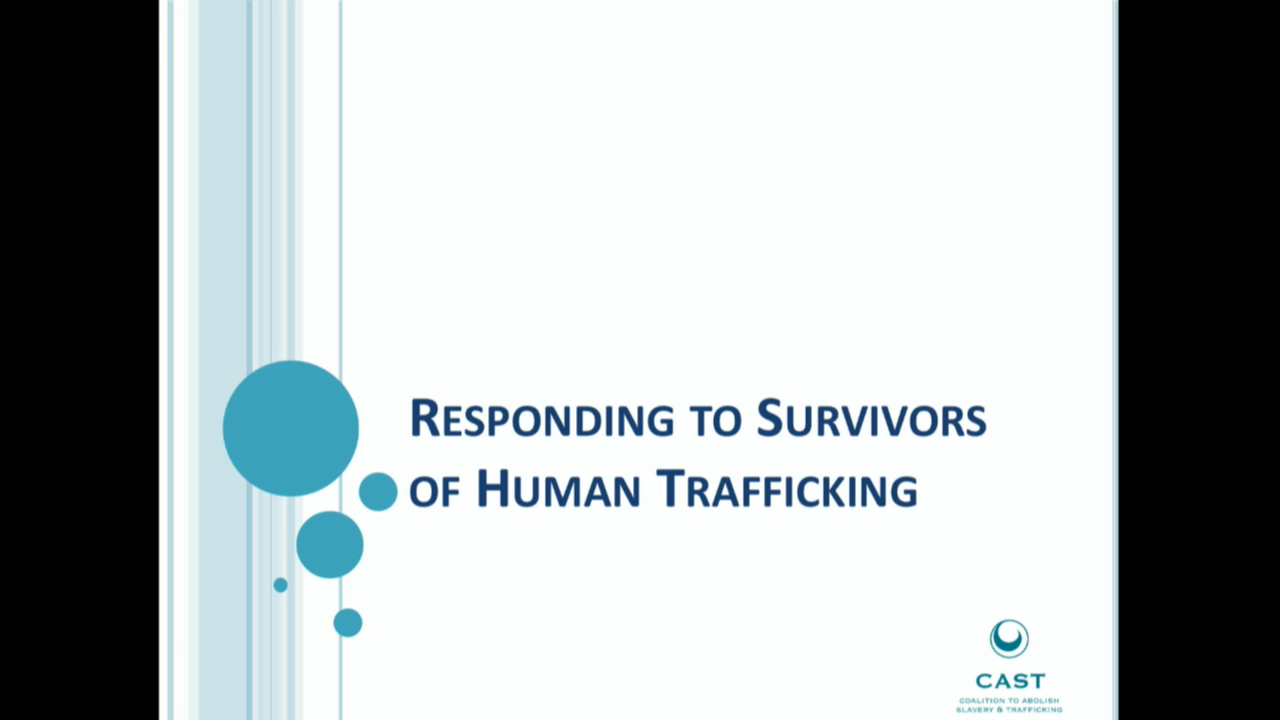 RESPONDING TO SURVIVORS
OF HUMAN TRAFFICKING
CAST
COALITION TO ABOLISH
SLAVERY & TRAFFICKING